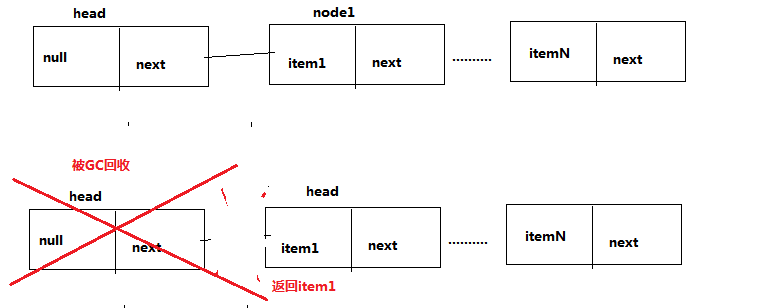 head
node1
null
next
item1
next
..........
itemN
next
被GC回收
head
head
null
next
item1
next
..........
itemN
next
返回item1